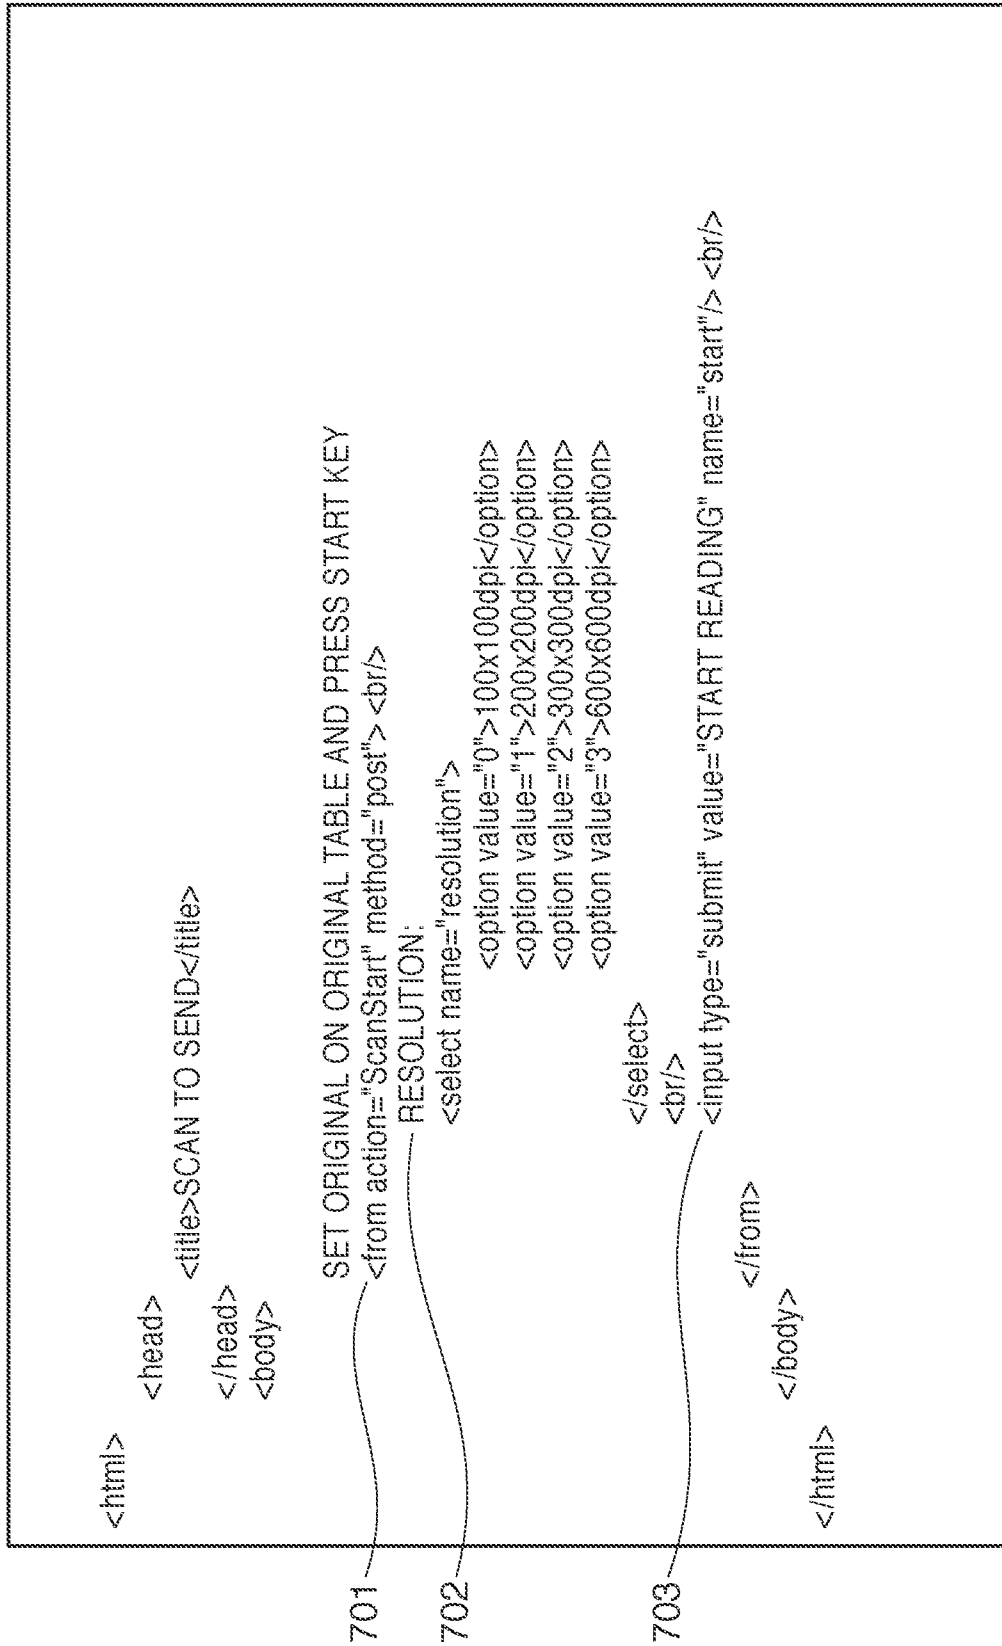 <html>
<head>
<title>SCAN TO SEND</title>
</head>
<body>
SET ORIGINAL ON ORIGINAL TABLE AND PRESS START KEY
701 <from action="ScanStart" method="post"> <br/>
702 RESOLUTION:
<select name="resolution">
<option value="0">100x100dpi</option>
<option value="1">200x200dpi</option>
<option value="2">300x300dpi</option>
<option value="3">600x600dpi</option>
</select>
<br/>
703 <input type="submit" value="START READING" name="start"/> <br/>
</from>
</body>
</html>